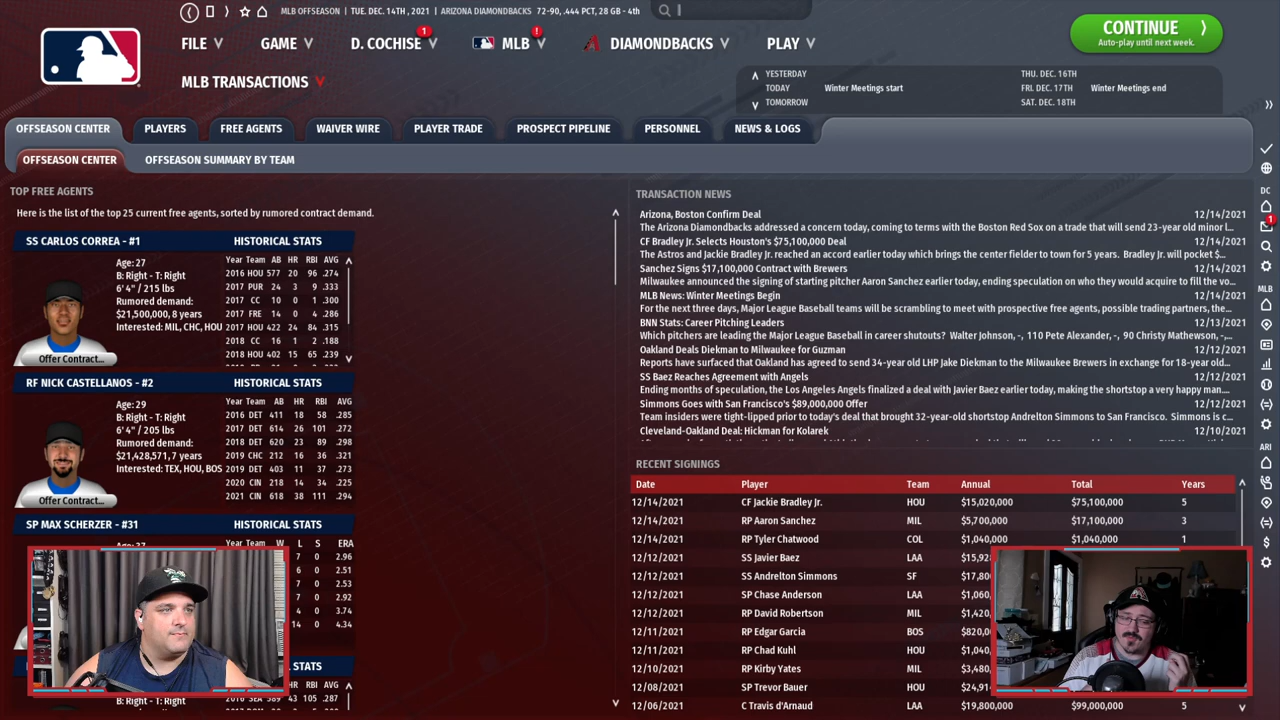 MLB OFFSEASON | TUE. DEC. 14TH , 2021 | ARIZONA DIAMONDBACKS 72-90, .444 PCT, 28 GB - 4th
FILE GAME D. COCHISE 1 MLB ! DIAMONDBACKS PLAY
CONTINUE
Auto-play until next week.
MLB TRANSACTIONS
YESTERDAY THU. DEC. 16TH
TODAY Winter Meetings start FRI. DEC. 17TH Winter Meetings end
TOMORROW SAT. DEC. 18TH
OFFSEASON CENTER PLAYERS FREE AGENTS WAIVER WIRE PLAYER TRADE PROSPECT PIPELINE PERSONNEL NEWS & LOGS
OFFSEASON CENTER OFFSEASON SUMMARY BY TEAM
TOP FREE AGENTS
Here is the list of the top 25 current free agents, sorted by rumored contract demand.
SS CARLOS CORREA - #1 HISTORICAL STATS
Age: 27
B: Right - T: Right
6' 4" / 215 lbs
Rumored demand:
$21,500,000, 8 years
Interested: MIL, CHC, HOU
Offer Contract...
Year Team AB HR RBI AVG
2016 HOU 577 20 96 .274
2017 PUR 24 3 9 .333
2017 CC 10 0 1 .300
2017 FRE 14 0 4 .286
2017 HOU 422 24 84 .315
2018 CC 16 1 2 .188
2018 HOU 402 15 65 .239
RF NICK CASTELLANOS - #2 HISTORICAL STATS
Age: 29
B: Right - T: Right
6' 4" / 205 lbs
Rumored demand:
$21,428,571, 7 years
Interested: TEX, HOU, BOS
Offer Contract...
Year Team AB HR RBI AVG
2016 DET 411 18 58 .285
2017 DET 614 26 101 .272
2018 DET 620 23 89 .298
2019 CHC 212 16 36 .321
2019 DET 403 11 37 .273
2020 CIN 218 14 34 .225
2021 CIN 618 38 111 .294
SP MAX SCHERZER - #31 HISTORICAL STATS
Year Team W L S ERA
7 0 2.96
6 0 2.51
7 0 2.53
7 0 2.92
4 0 3.74
14 0 4.34
STATS
HR RBI AVG
B: Right - T: Right
2016 SEA 589 43 105 .287
TRANSACTION NEWS
Arizona, Boston Confirm Deal 12/14/2021
The Arizona Diamondbacks addressed a concern today, coming to terms with the Boston Red Sox on a trade that will send 23-year old minor l...
CF Bradley Jr. Selects Houston's $75,100,000 Deal 12/14/2021
The Astros and Jackie Bradley Jr. reached an accord earlier today which brings the center fielder to town for 5 years. Bradley Jr. will pocket $...
Sanchez Signs $17,100,000 Contract with Brewers 12/14/2021
Milwaukee announced the signing of starting pitcher Aaron Sanchez earlier today, ending speculation on who they would acquire to fill the vo...
MLB News: Winter Meetings Begin 12/14/2021
For the next three days, Major League Baseball teams will be scrambling to meet with prospective free agents, possible trading partners, the...
BNN Stats: Career Pitching Leaders 12/13/2021
Which pitchers are leading the Major League Baseball in career shutouts? Walter Johnson, -, 110 Pete Alexander, -, 90 Christy Mathewson, -,...
Oakland Deals Diekman to Milwaukee for Guzman 12/12/2021
Reports have surfaced that Oakland has agreed to send 34-year old LHP Jake Diekman to the Milwaukee Brewers in exchange for 18-year old...
SS Baez Reaches Agreement with Angels 12/12/2021
Ending months of speculation, the Los Angeles Angels finalized a deal with Javier Baez earlier today, making the shortstop a very happy man....
Simmons Goes with San Francisco's $89,000,000 Offer 12/12/2021
Team insiders were tight-lipped prior to today's deal that brought 32-year-old shortstop Andrelton Simmons to San Francisco. Simmons is c...
Cleveland-Oakland Deal: Hickman for Kolarek 12/10/2021
RECENT SIGNINGS
Date Player Team Annual Total Years
12/14/2021 CF Jackie Bradley Jr. HOU $15,020,000 $75,100,000 5
12/14/2021 RP Aaron Sanchez MIL $5,700,000 $17,100,000 3
12/14/2021 RP Tyler Chatwood COL $1,040,000 $1,040,000 1
12/12/2021 SS Javier Baez LAA $15,92
12/12/2021 SS Andrelton Simmons SF $17,80
12/12/2021 SP Chase Anderson LAA $1,060,
12/12/2021 RP David Robertson MIL $1,420,
12/11/2021 RP Edgar Garcia BOS $820,0
12/11/2021 RP Chad Kuhl HOU $1,040,
12/10/2021 RP Kirby Yates MIL $3,480,
12/08/2021 SP Trevor Bauer HOU $24,91
12/06/2021 C Travis d'Arnaud LAA $19,800,000 $99,000,000 5
DC
1
MLB
ARI